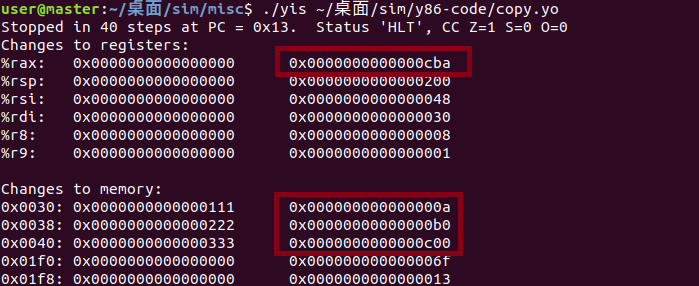 user@master:~/桌面/sim/misc$ ./yis ~/桌面/sim/y86-code/copy.yo
Stopped in 40 steps at PC = 0x13.  Status 'HLT', CC Z=1 S=0 O=0
Changes to registers:
%rax:   0x0000000000000000      0x0000000000000cba
%rsp:   0x0000000000000000      0x0000000000000200
%rsi:   0x0000000000000000      0x0000000000000048
%rdi:   0x0000000000000000      0x0000000000000030
%r8:    0x0000000000000000      0x0000000000000008
%r9:    0x0000000000000000      0x0000000000000001
Changes to memory:
0x0030: 0x0000000000000111      0x000000000000000a
0x0038: 0x0000000000000222      0x00000000000000b0
0x0040: 0x0000000000000333      0x0000000000000c00
0x01f0: 0x0000000000000000      0x000000000000006f
0x01f8: 0x0000000000000000      0x0000000000000013